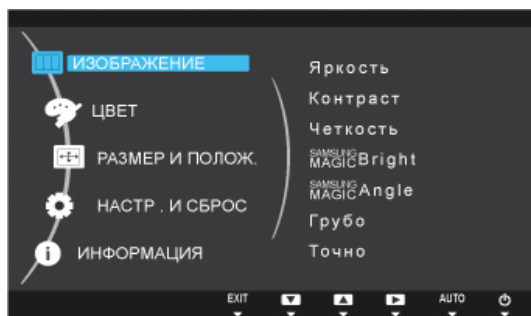 ИЗОБРАЖЕНИЕ
ЦВЕТ
РАЗМЕР И ПОЛОЖ.
НАСТР . И СБРОС
ИНФОРМАЦИЯ
Яркость
Контраст
Четкость
SAMSUNG MAGIC Bright
SAMSUNG MAGIC Angle
Грубо
Точно
EXIT AUTO